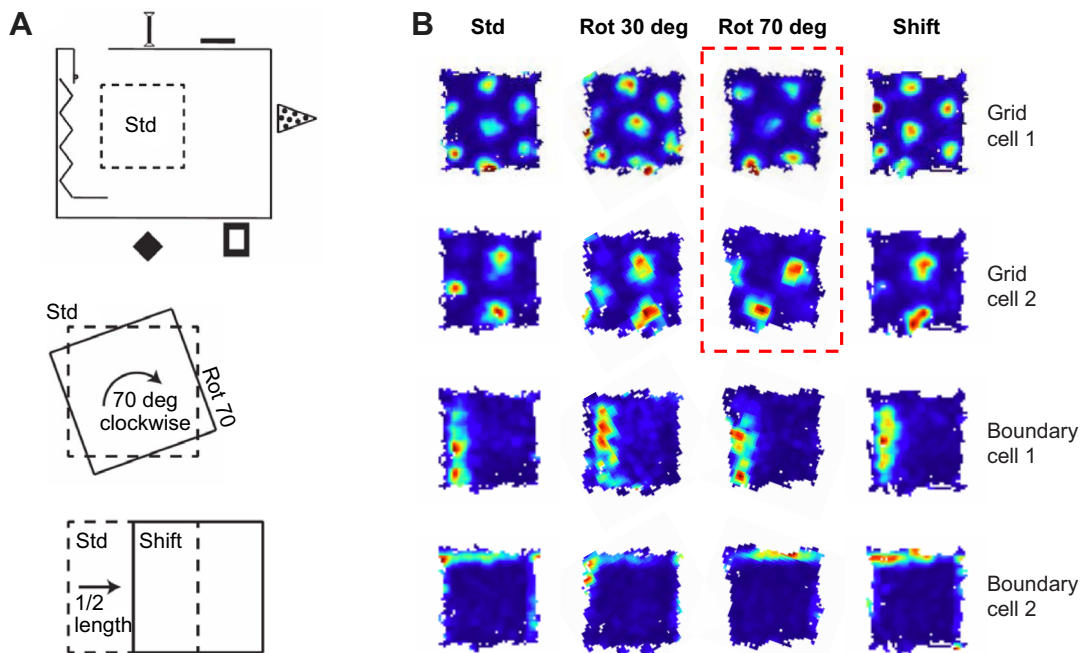 A
Std
Std
Rot 70
70 deg
clockwise
Std
Shift
1/2
length
B
Std
Rot 30 deg
Rot 70 deg
Shift
Grid
cell 1
Grid
cell 2
Boundary
cell 1
Boundary
cell 2